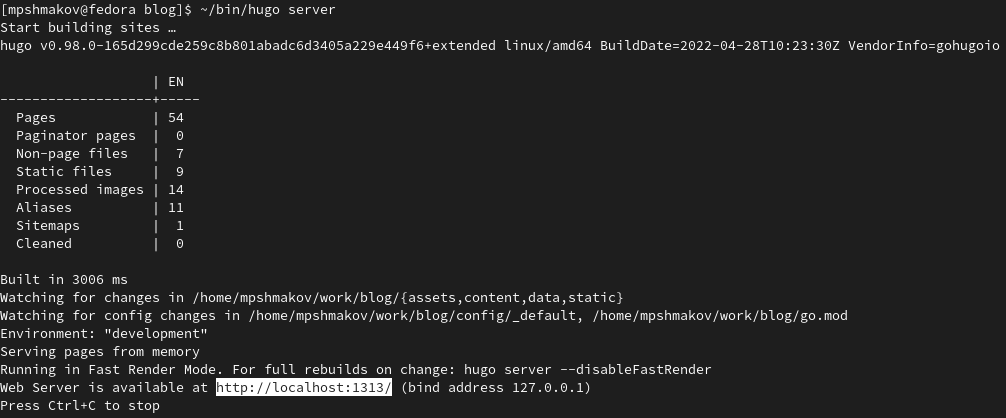 [mpshmakov@fedora blog]$ ~/bin/hugo server
Start building sites …
hugo v0.98.0-165d299cde259c8b801abadc6d3405a229e449f6+extended linux/amd64 BuildDate=2022-04-28T10:23:30Z VendorInfo=gohugoio
                   | EN
-------------------+-----
  Pages            | 54
  Paginator pages  |  0
  Non-page files   |  7
  Static files     |  9
  Processed images | 14
  Aliases          | 11
  Sitemaps         |  1
  Cleaned          |  0
Built in 3006 ms
Watching for changes in /home/mpshmakov/work/blog/{assets,content,data,static}
Watching for config changes in /home/mpshmakov/work/blog/config/_default, /home/mpshmakov/work/blog/go.mod
Environment: "development"
Serving pages from memory
Running in Fast Render Mode. For full rebuilds on change: hugo server --disableFastRender
Web Server is available at http://localhost:1313/ (bind address 127.0.0.1)
Press Ctrl+C to stop